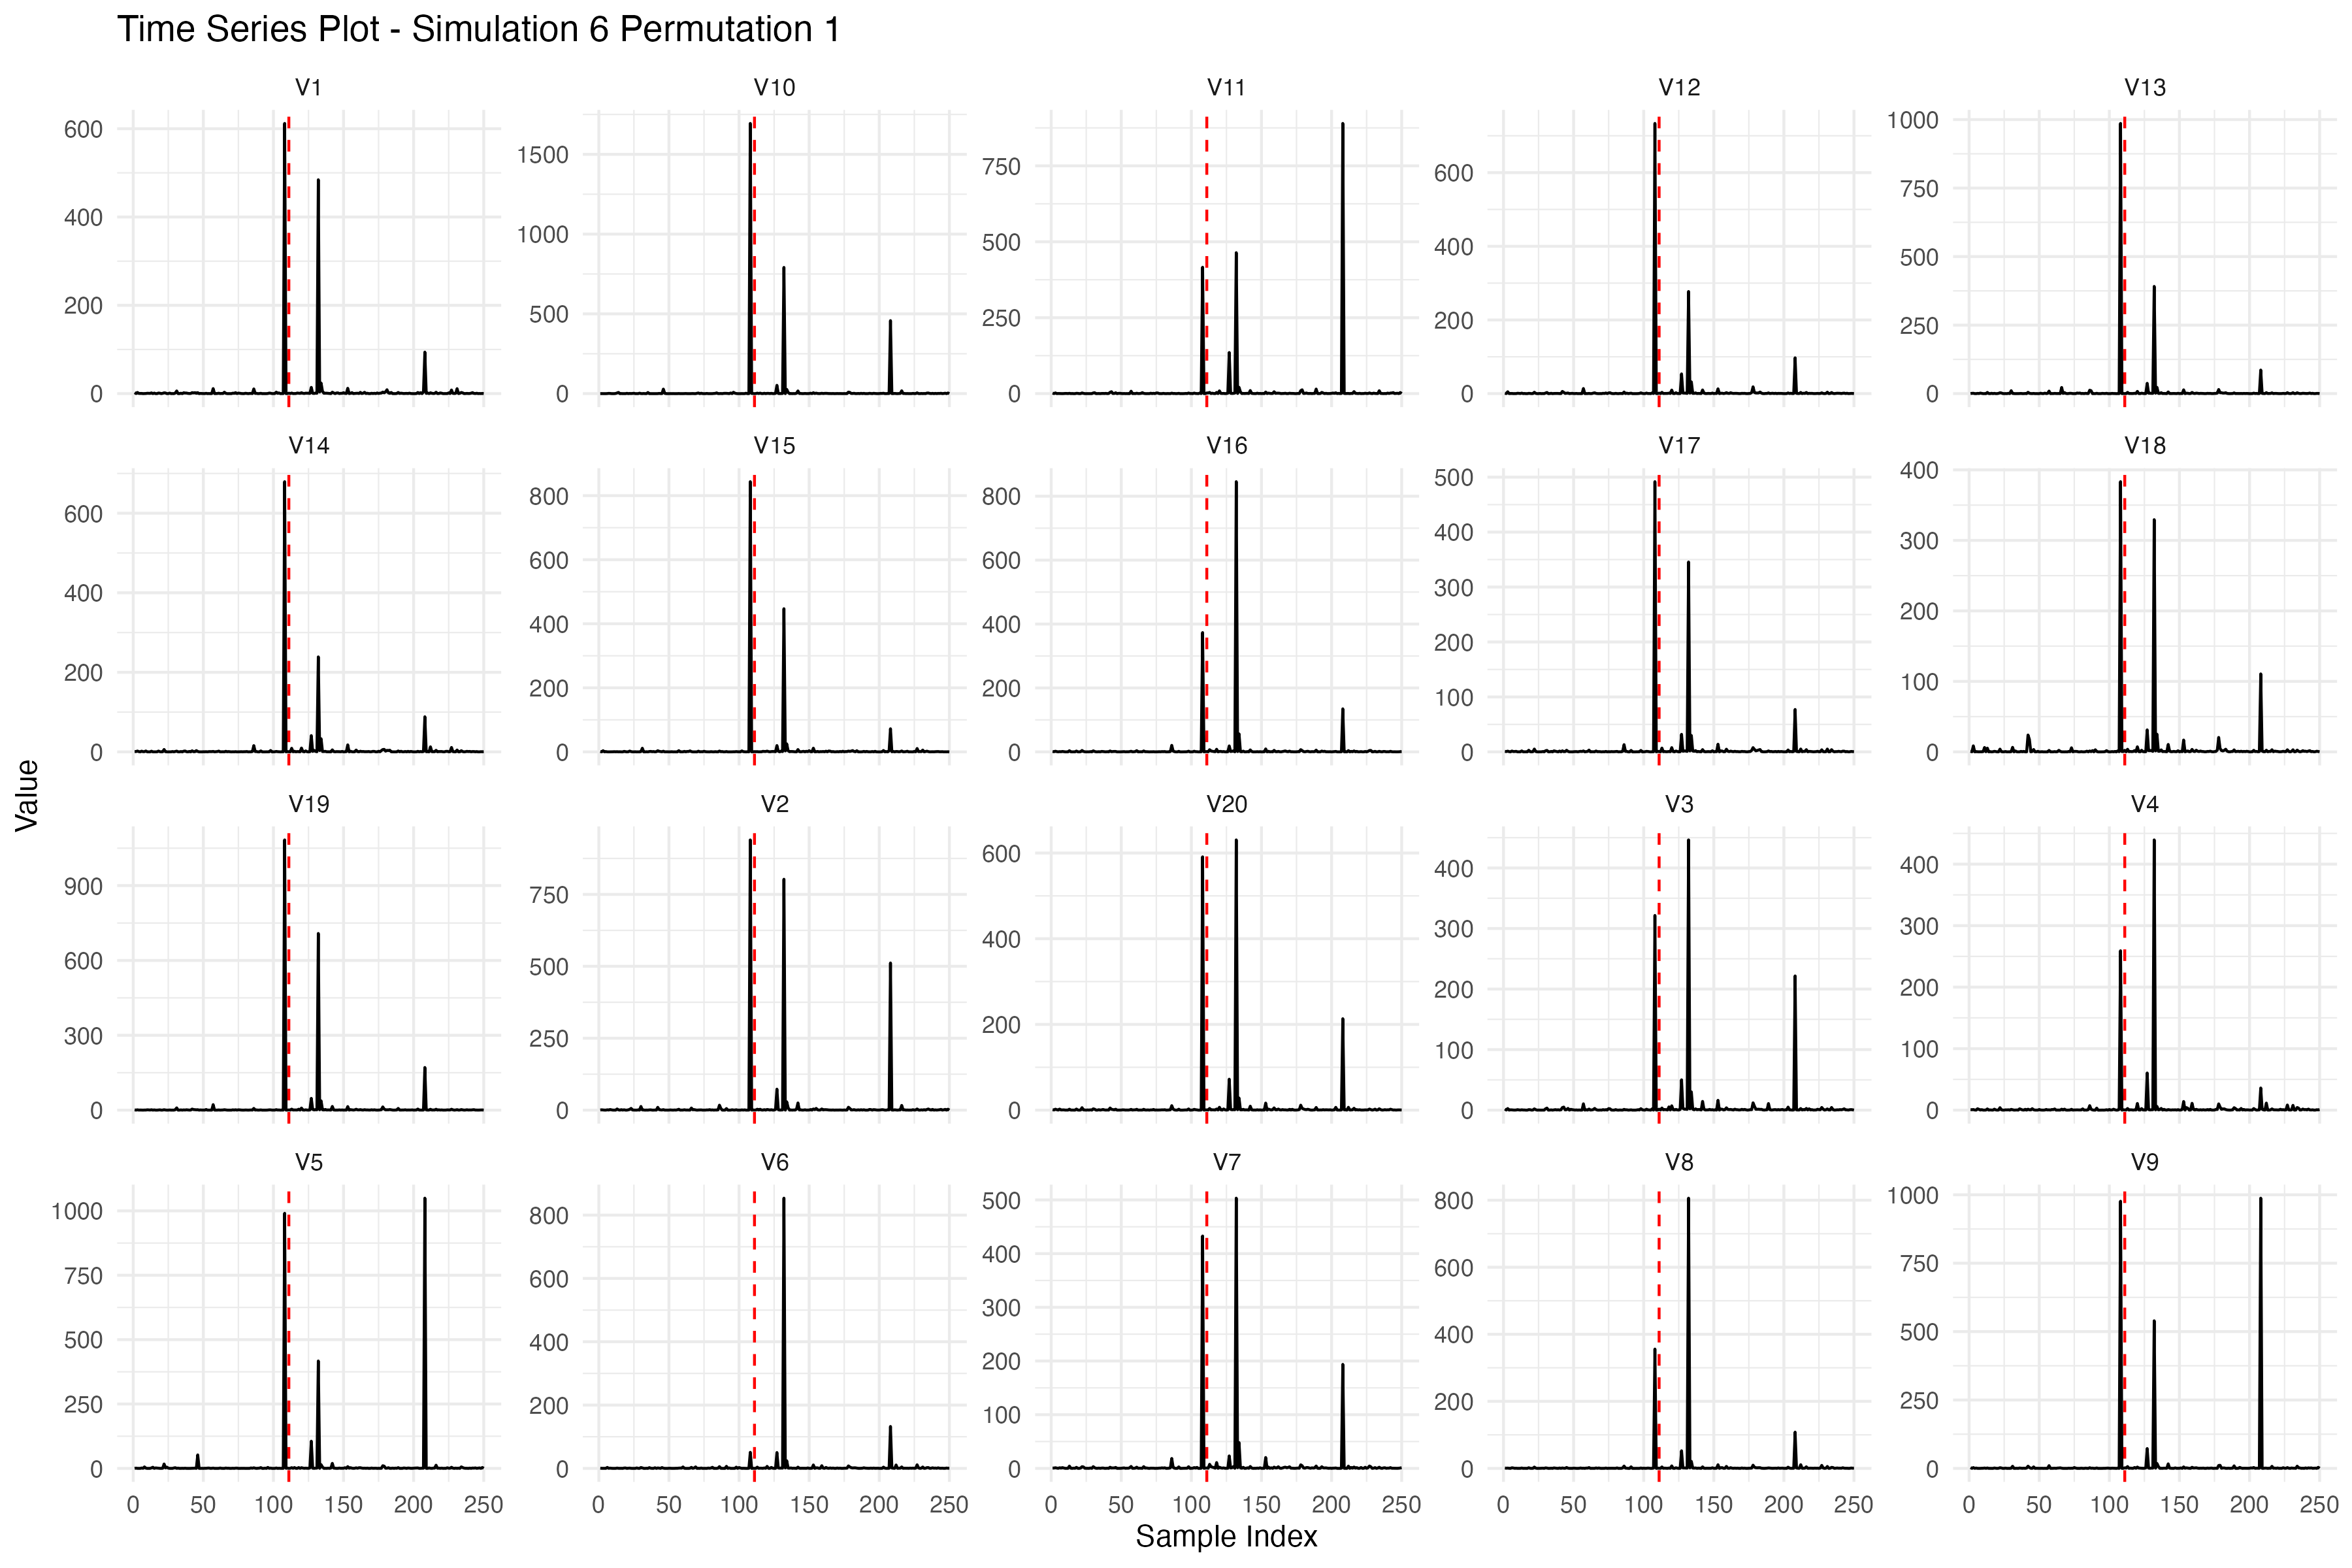 Time Series Plot - Simulation 6 Permutation 1
V1 V10 V11 V12 V13
600 400 200 0
1500 1000 500 0
750 500 250 0
600 400 200 0
1000 750 500 250 0
V14 V15 V16 V17 V18
600 400 200 0
800 600 400 200 0
800 600 400 200 0
500 400 300 200 100 0
400 300 200 100 0
Value
V19 V2 V20 V3 V4
900 600 300 0
750 500 250 0
600 400 200 0
400 300 200 100 0
400 300 200 100 0
V5 V6 V7 V8 V9
1000 750 500 250 0
800 600 400 200 0
500 400 300 200 100 0
800 600 400 200 0
1000 750 500 250 0
0 50 100 150 200 250 0 50 100 150 200 250 0 50 100 150 200 250 0 50 100 150 200 250 0 50 100 150 200 250
Sample Index